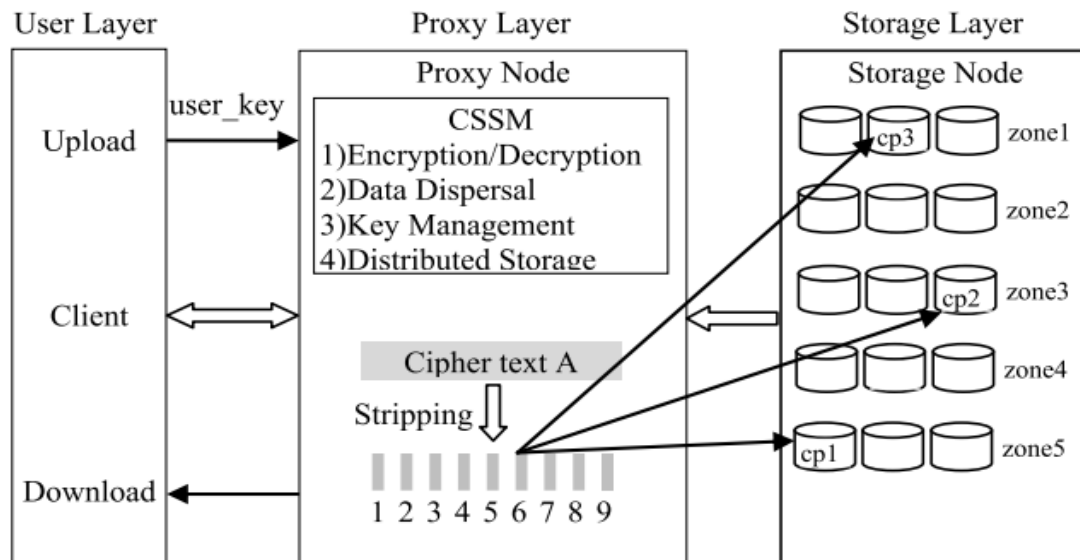 User Layer
Proxy Layer
Storage Layer
Proxy Node
Storage Node
user_key
Upload
CSSM
1)Encryption/Decryption
2)Data Dispersal
3)Key Management
4)Distributed Storage
cp3
zone1
zone2
Client
cp2
zone3
Cipher text A
zone4
Stripping
cp1
zone5
Download
1 2 3 4 5 6 7 8 9